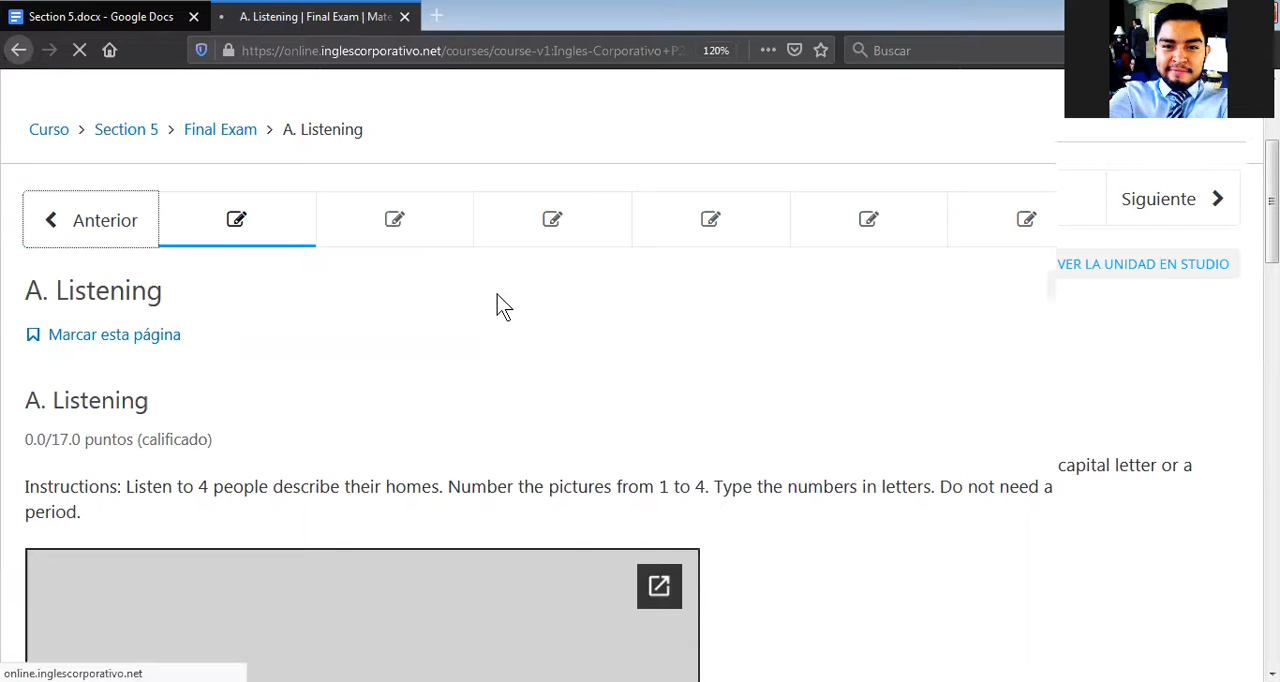 Section 5.docx - Google Docs
A. Listening | Final Exam | Mate
https://online.inglescorporativo.net/courses/course-v1:Ingles-Corporativo+P
120%
Buscar
Curso > Section 5 > Final Exam > A. Listening
Anterior
Siguiente
VER LA UNIDAD EN STUDIO
A. Listening
Marcar esta página
A. Listening
0.0/17.0 puntos (calificado)
capital letter or a
Instructions: Listen to 4 people describe their homes. Number the pictures from 1 to 4. Type the numbers in letters. Do not need a
period.
online.inglescorporativo.net